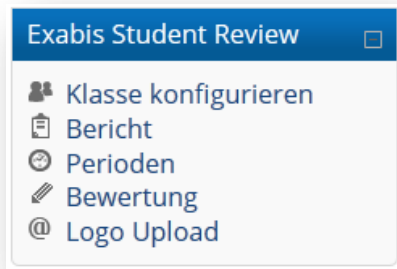 Exabis Student Review
Klasse konfigurieren
Bericht
Perioden
Bewertung
@ Logo Upload